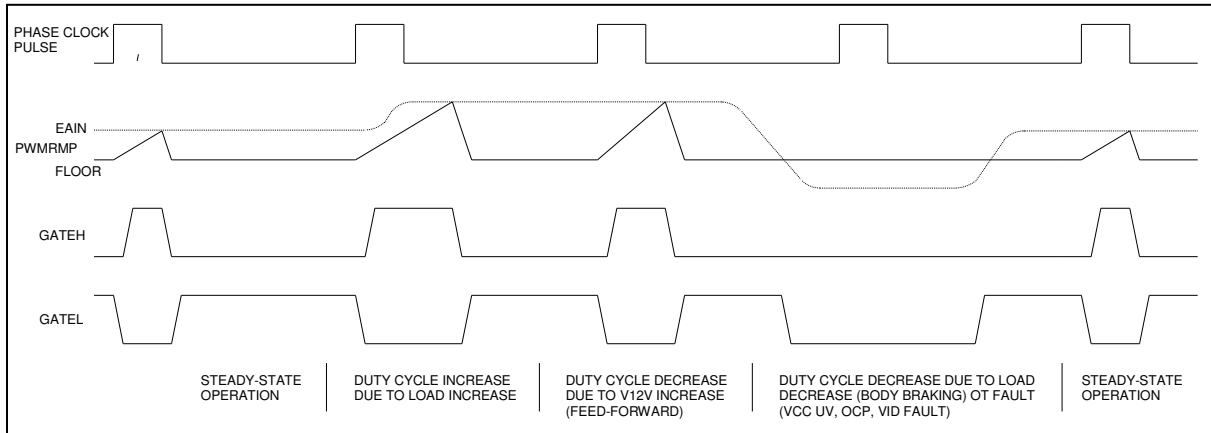 PHASE CLOCK
PULSE
EAIN
PWMRMP
FLOOR
GATEH
GATEL
STEADY-STATE
OPERATION
DUTY CYCLE INCREASE
DUE TO LOAD INCREASE
DUTY CYCLE DECREASE
DUE TO V12V INCREASE
(FEED-FORWARD)
DUTY CYCLE DECREASE DUE TO LOAD
DECREASE (BODY BRAKING) OT FAULT
(VCC UV, OCP, VID FAULT)
STEADY-STATE
OPERATION